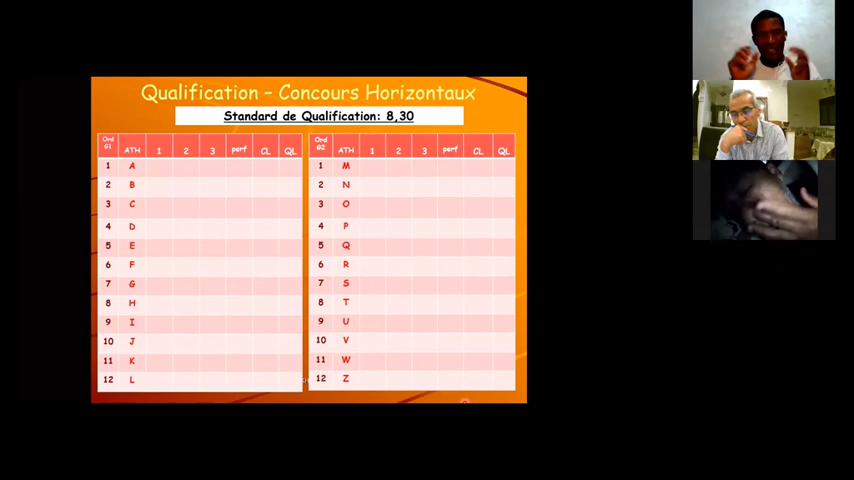 Qualification – Concours Horizontaux
Standard de Qualification: 8,30
Ord G1 ATH 1 2 3 perf CL QL
1 A
2 B
3 C
4 D
5 E
6 F
7 G
8 H
9 I
10 J
11 K
12 L
Ord G2 ATH 1 2 3 perf CL QL
1 M
2 N
3 O
4 P
5 Q
6 R
7 S
8 T
9 U
10 V
11 W
12 Z